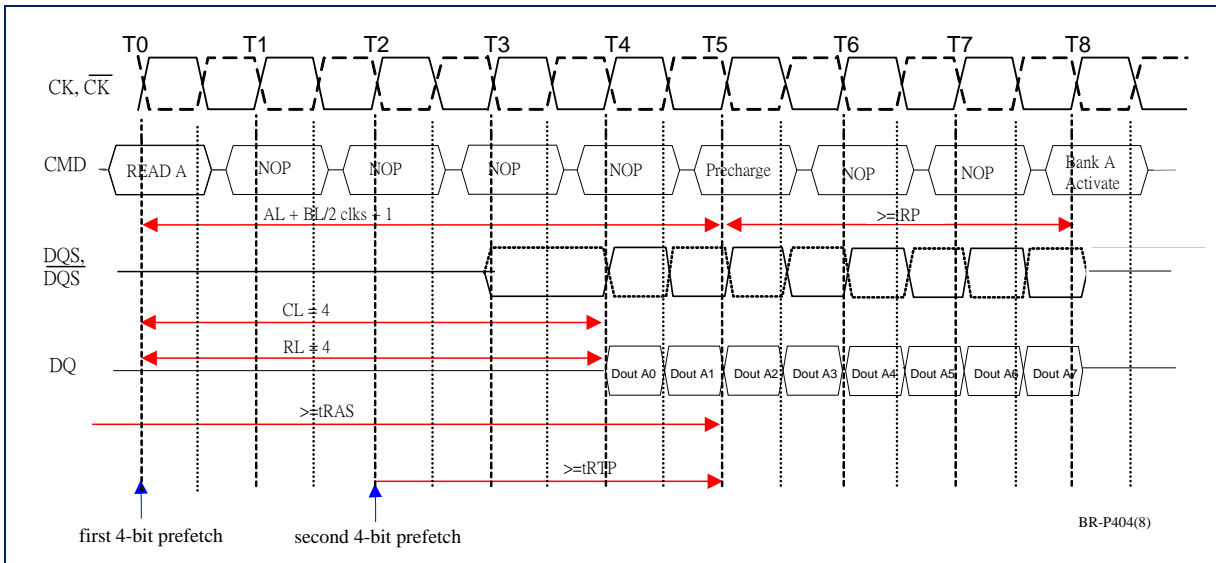 T0 T1 T2 T3 T4 T5 T6 T7 T8
CK, CK
CMD READ A NOP NOP NOP NOP Precharge NOP NOP Bank A
Activate
AL + BL/2 clks + 1 >=tRP
DQS,
DQS
CL = 4
RL = 4
DQ Dout A0 Dout A1 Dout A2 Dout A3 Dout A4 Dout A5 Dout A6 Dout A7
>=tRAS
>=tRTP
BR-P404(8)
first 4-bit prefetch second 4-bit prefetch